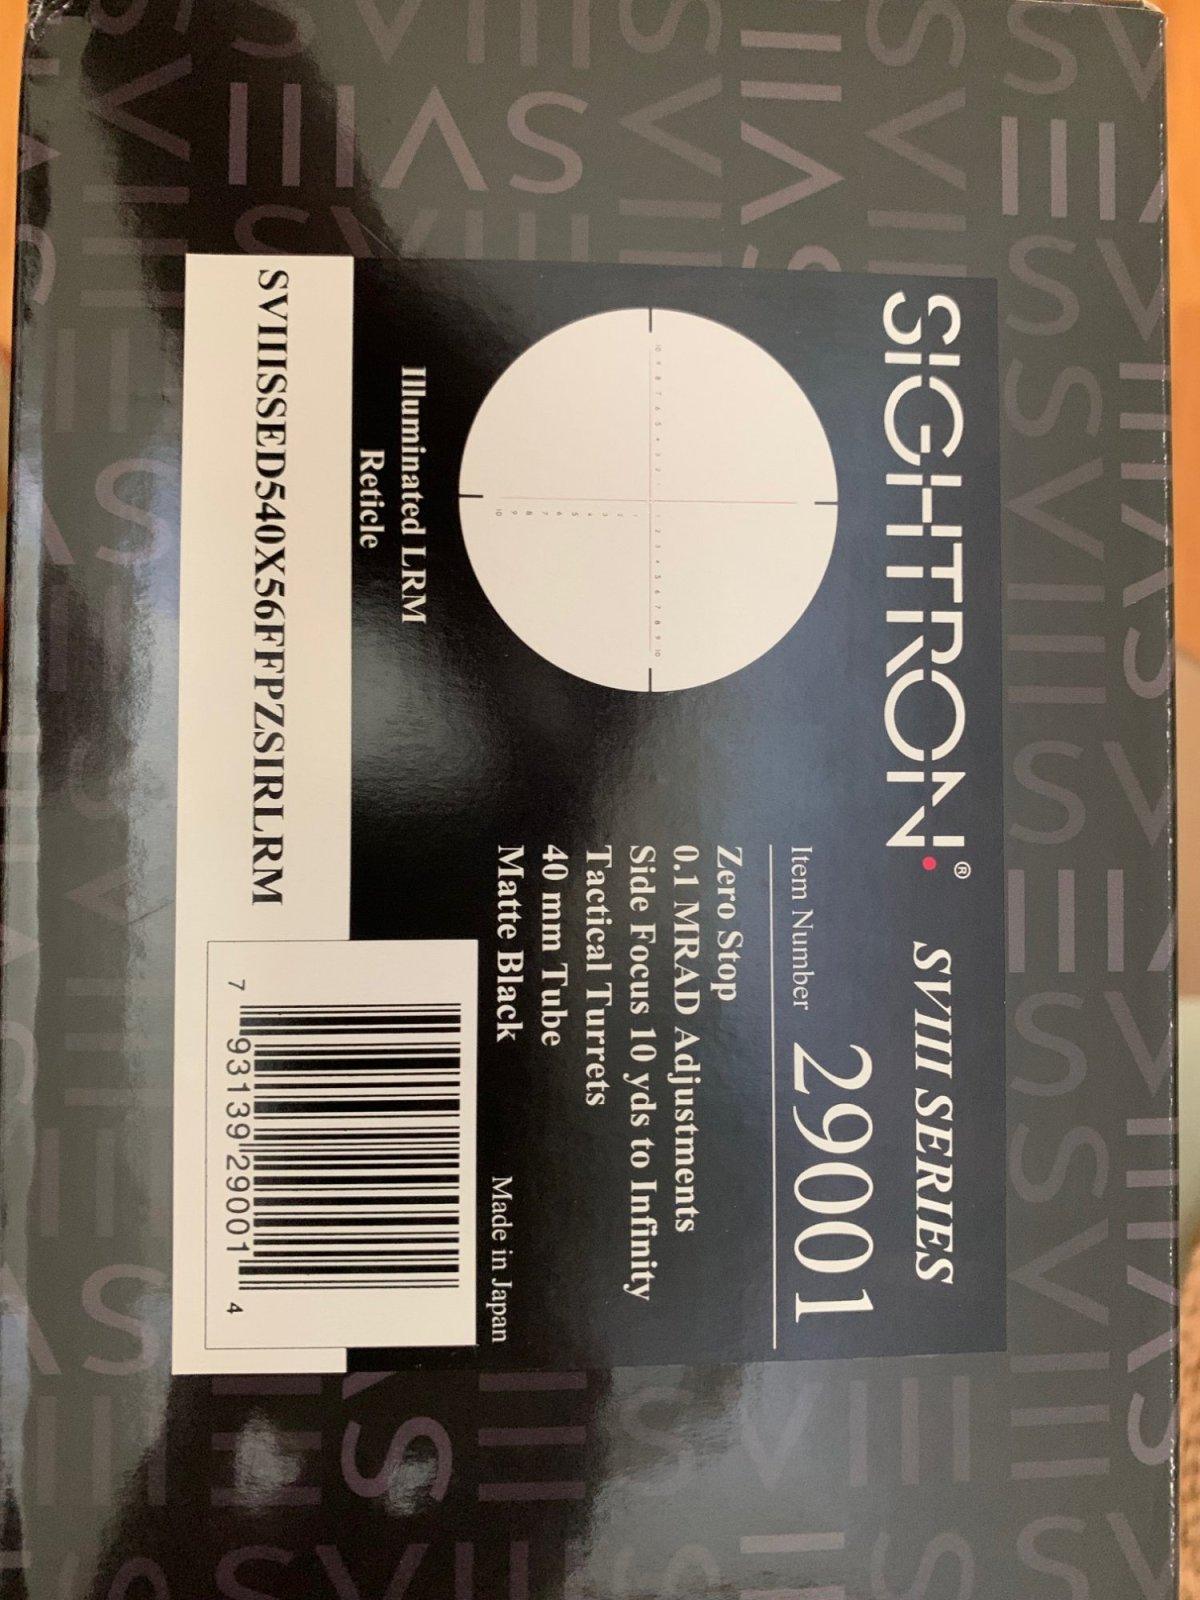 SIGHTRON® SVIII SERIES
Item Number 29001
Zero Stop
0.1 MRAD Adjustments
Side Focus 10 yds to Infinity
Tactical Turrets
40 mm Tube
Matte Black
Made in Japan
Illuminated LRM
Reticle
SVIIISSED540X56FFPZSIRLRM
7 93139 29001 4